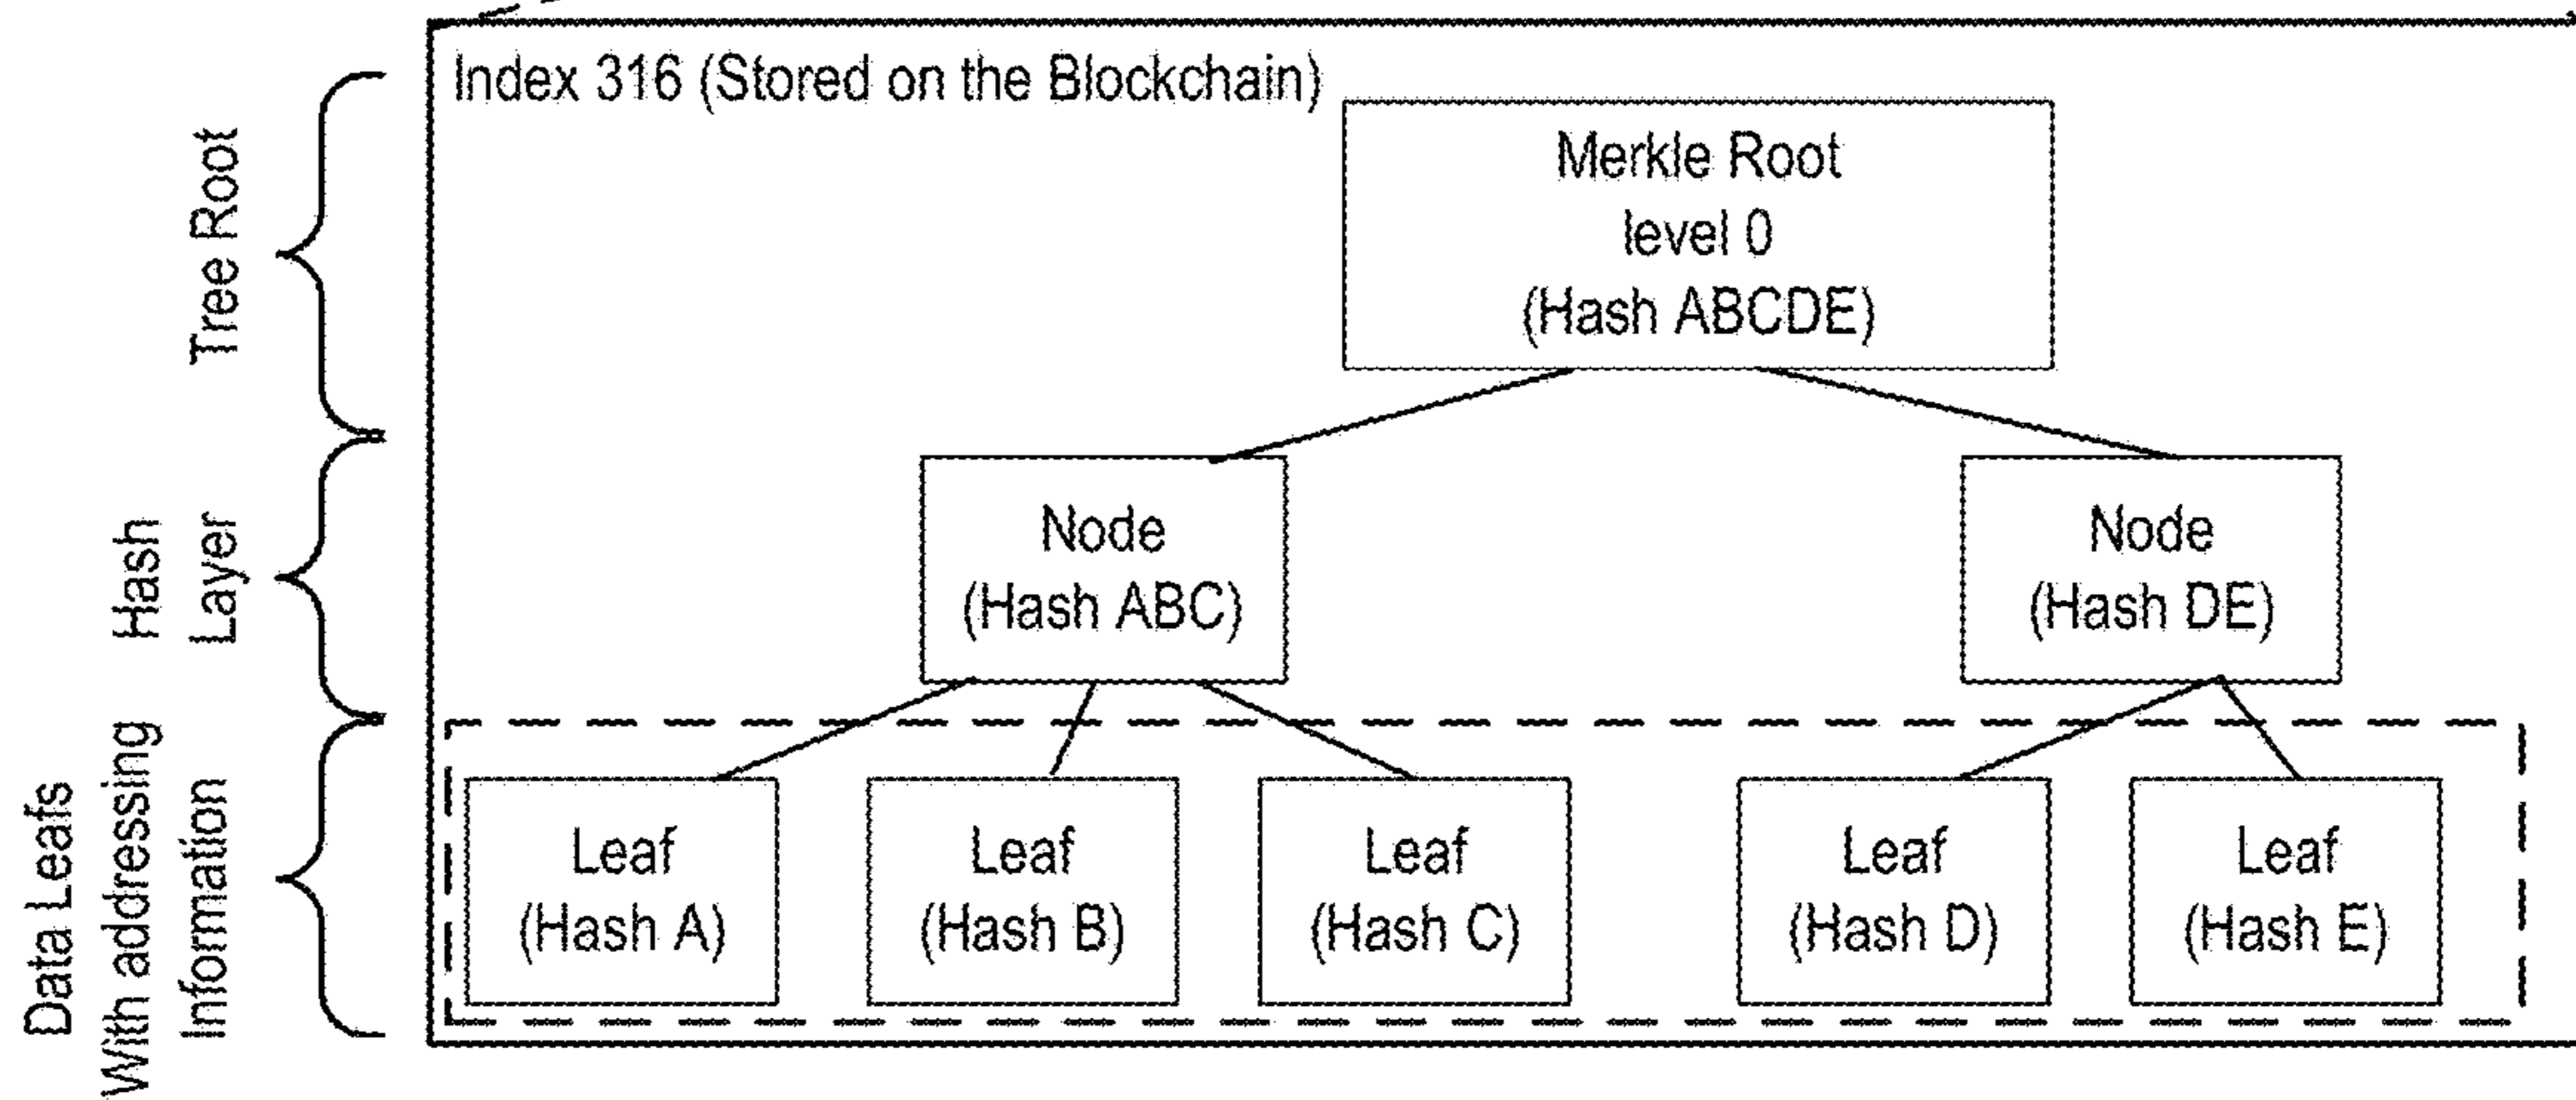 Index 316 (Stored on the Blockchain)
Tree Root
Merkle Root
level 0
(Hash ABCDE)
Hash
Layer
Node
(Hash ABC)
Node
(Hash DE)
Data Leafs
With addressing
Information
Leaf
(Hash A)
Leaf
(Hash B)
Leaf
(Hash C)
Leaf
(Hash D)
Leaf
(Hash E)